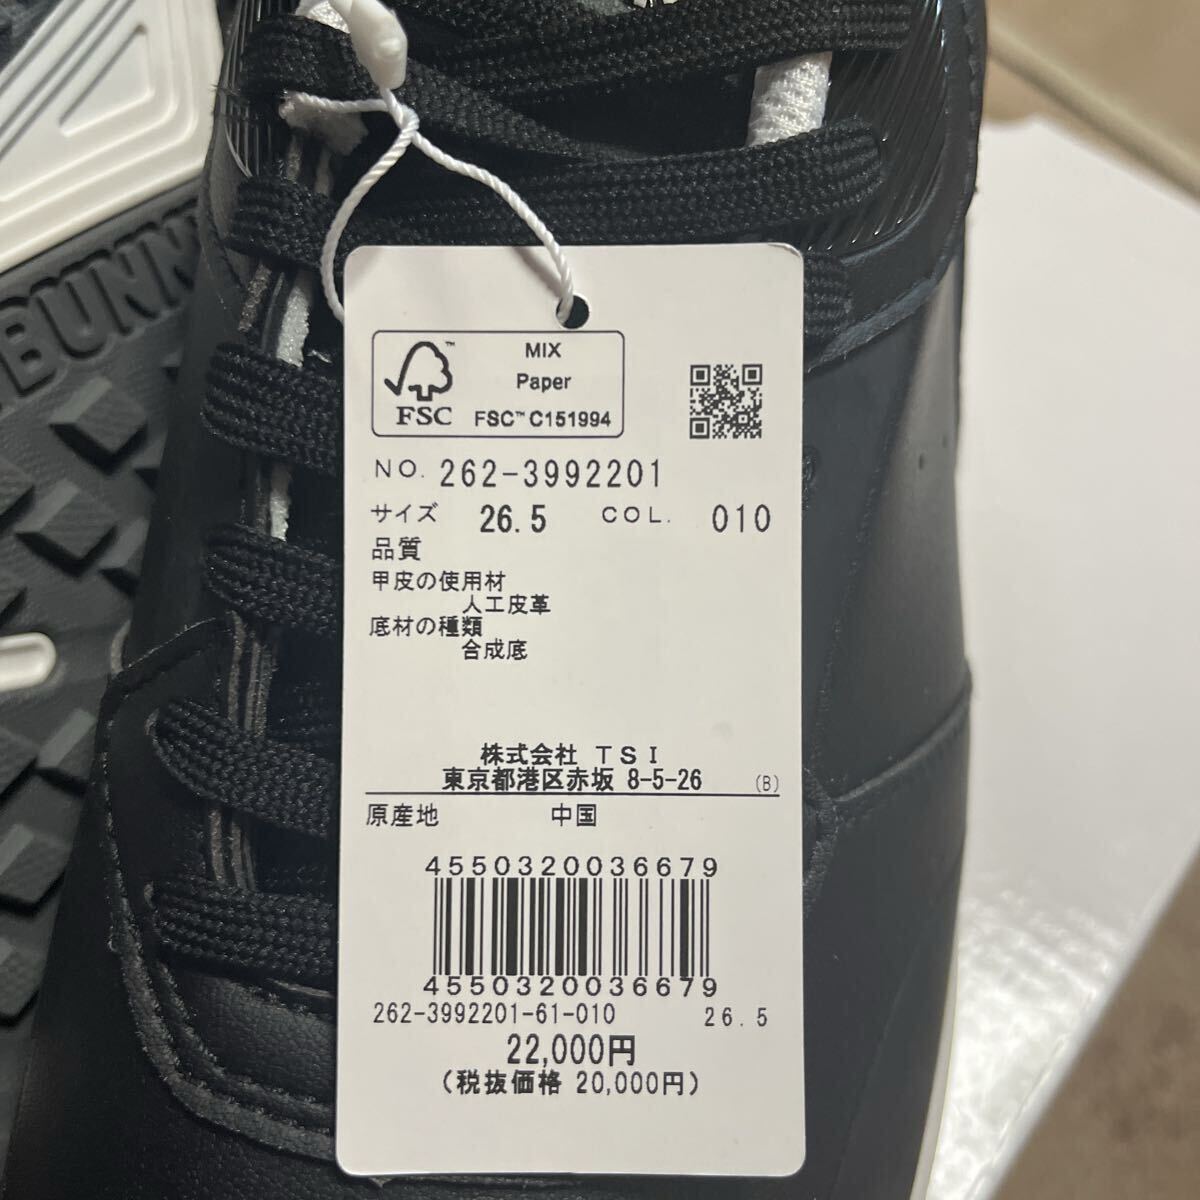 BUNN
FSC
MIX
Paper
FSC™ C151994
NO. 262-3992201
サイズ 26.5 COL. 010
品質
甲皮の使用材
人工皮革
底材の種類
合成底
株式会社 TSI
東京都港区赤坂 8-5-26 (B)
原産地 中国
4550320036679
4550320036679
262-3992201-61-010 26.5
22,000円
(税抜価格 20,000円)